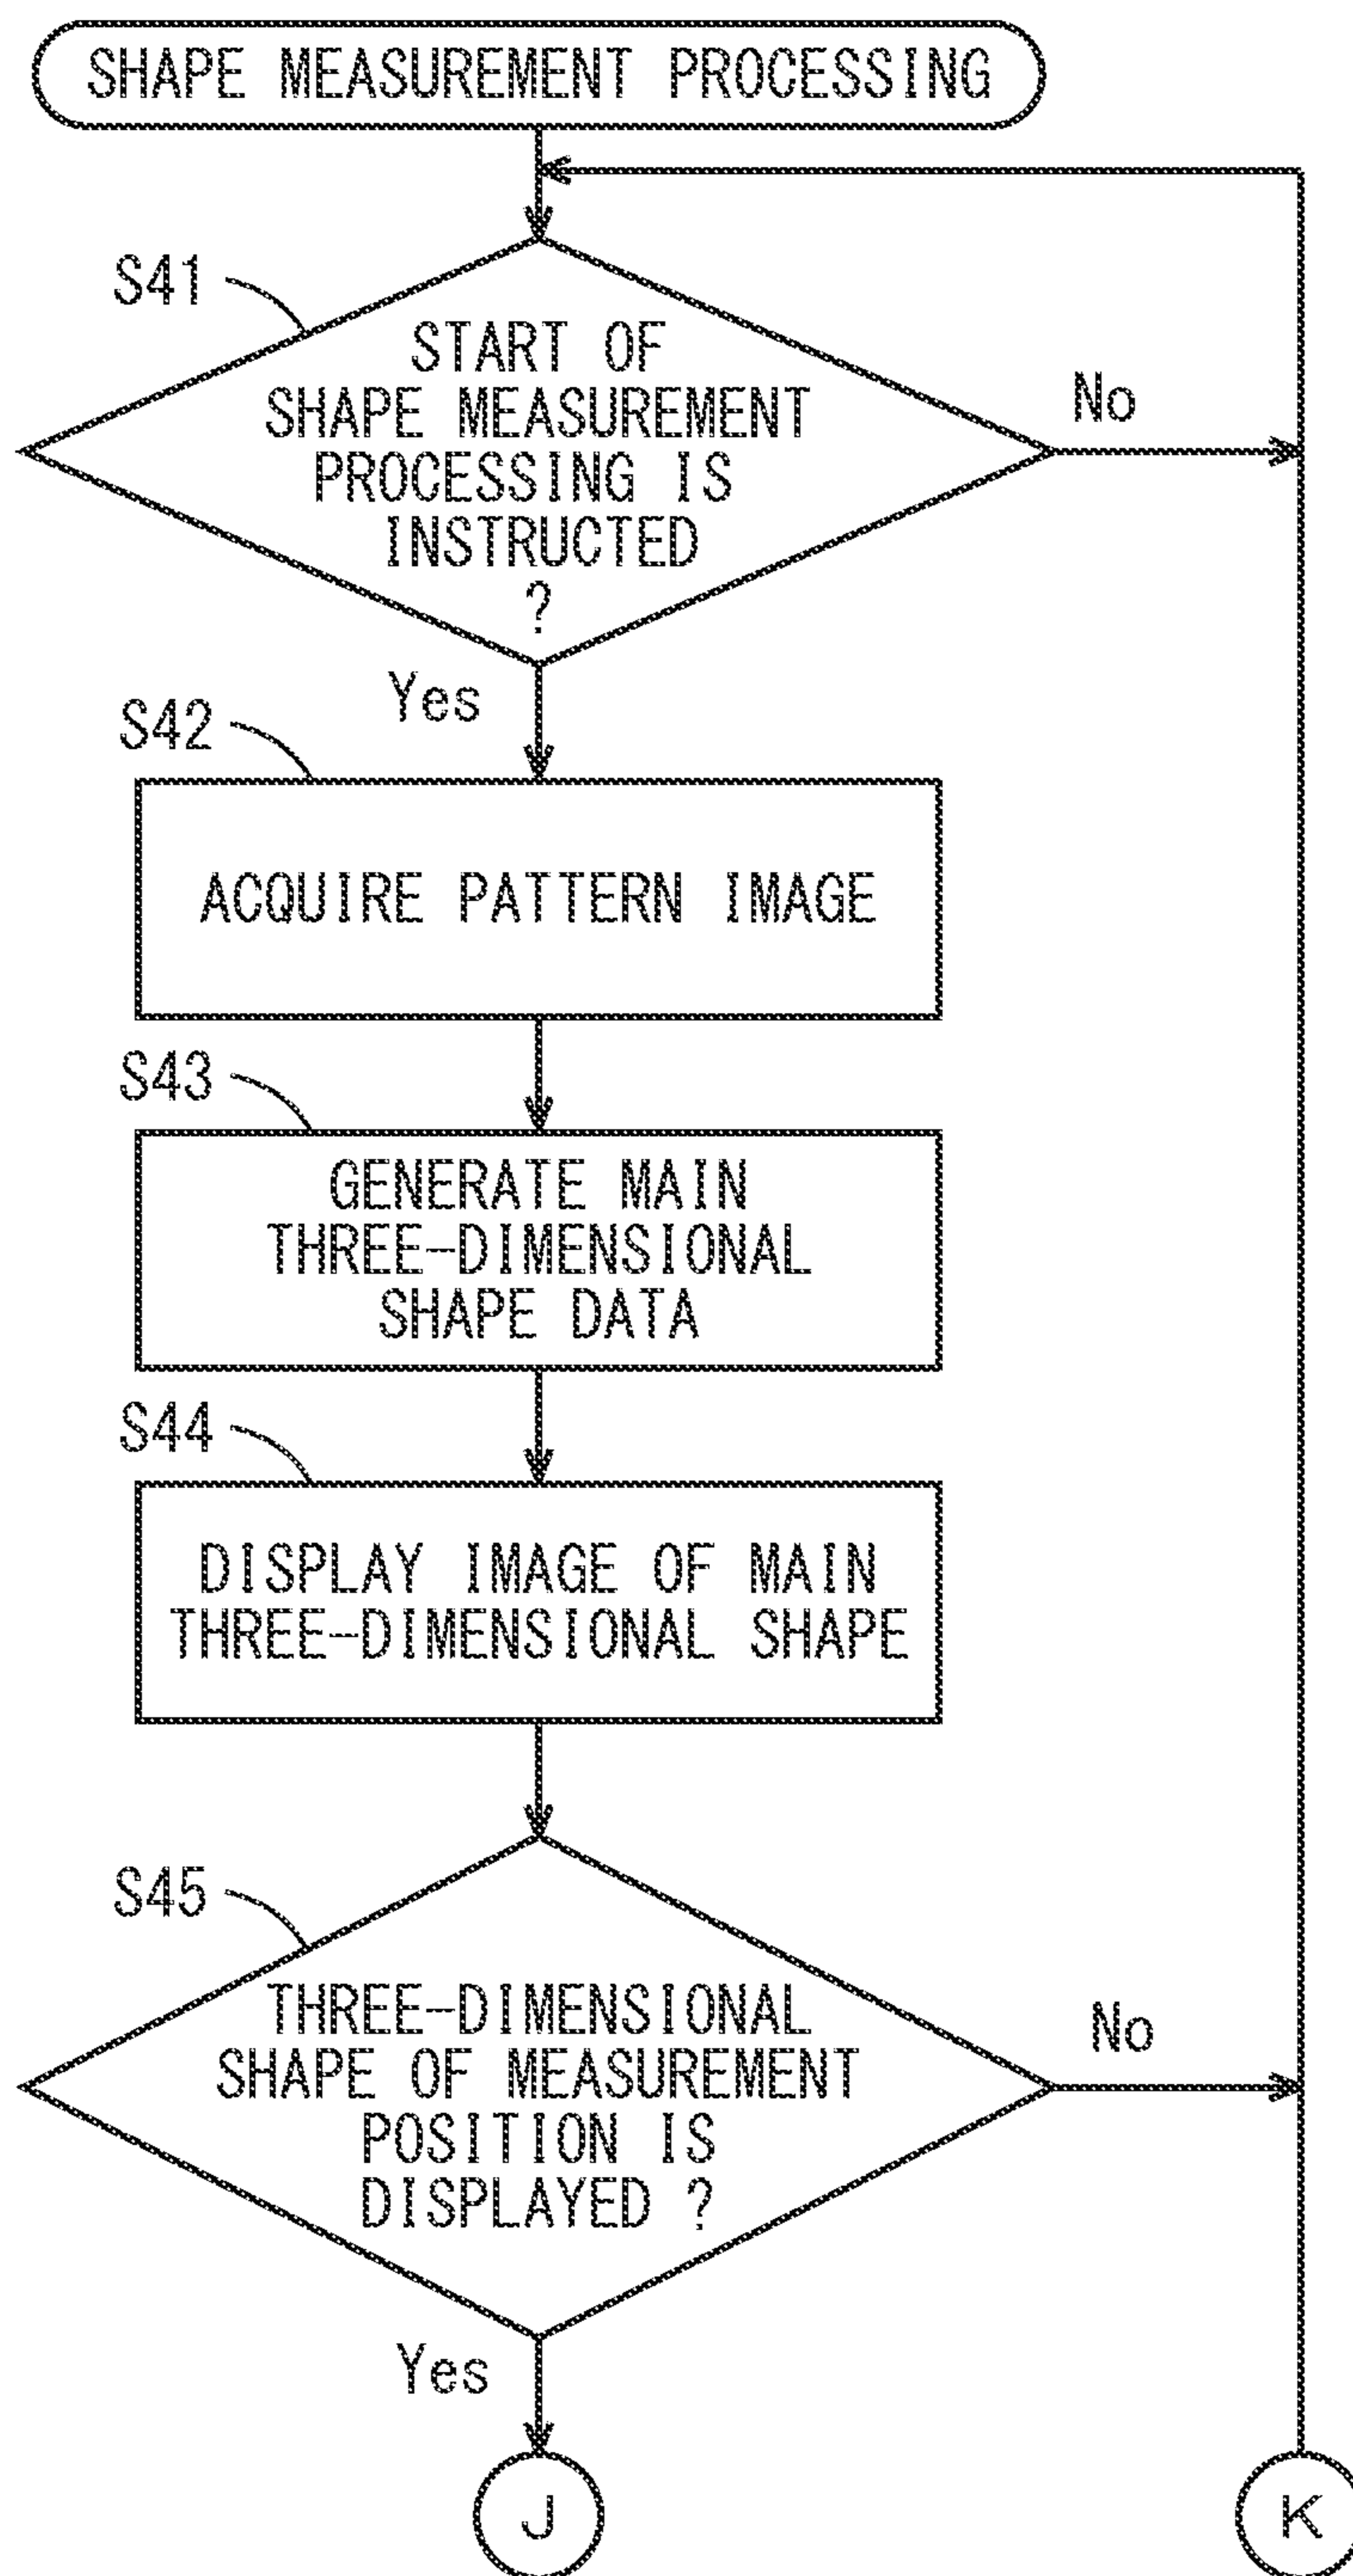 SHAPE MEASUREMENT PROCESSING
S41
START OF
SHAPE MEASUREMENT
PROCESSING IS
INSTRUCTED
?
No
Yes
S42
ACQUIRE PATTERN IMAGE
S43
GENERATE MAIN
THREE-DIMENSIONAL
SHAPE DATA
S44
DISPLAY IMAGE OF MAIN
THREE-DIMENSIONAL SHAPE
S45
THREE-DIMENSIONAL
SHAPE OF MEASUREMENT
POSITION IS
DISPLAYED ?
No
Yes
J
K